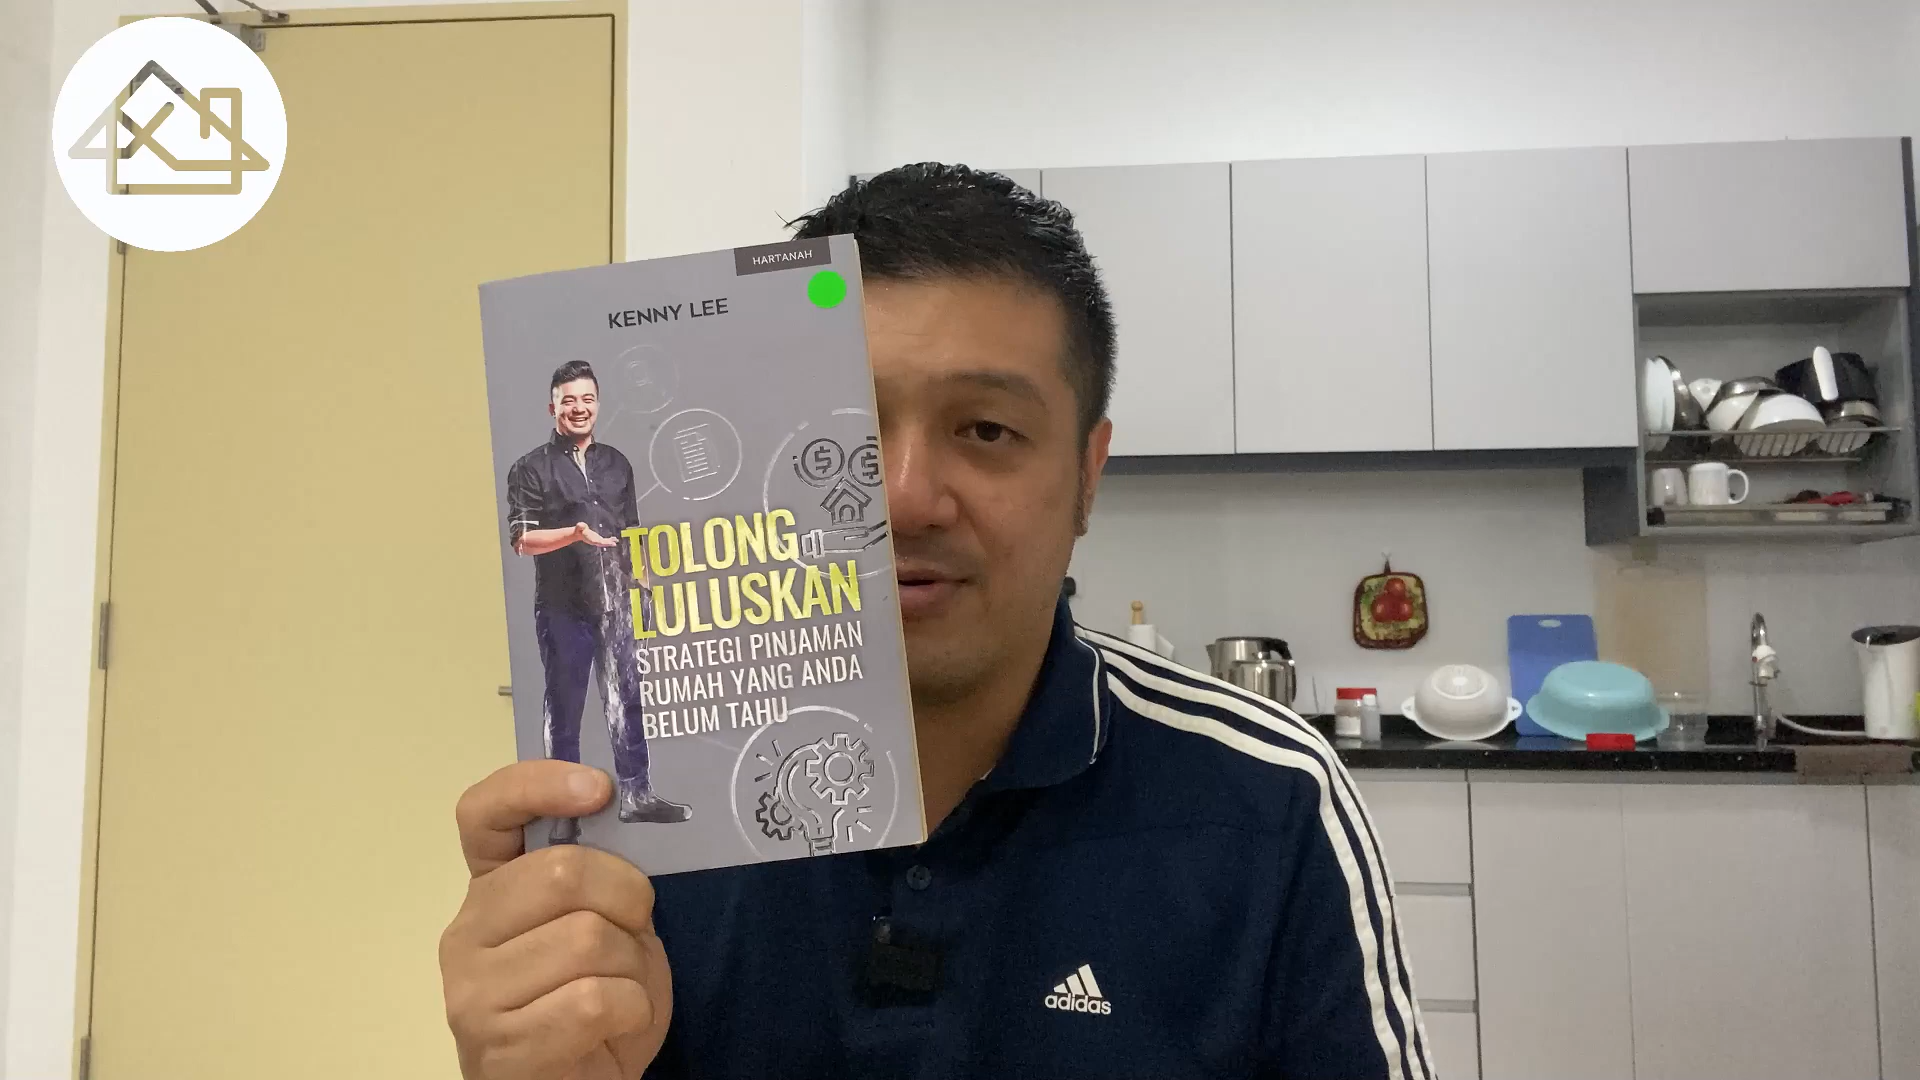 HARTANAH
KENNY LEE
TOLONG
LULUSKAN
STRATEGI PINJAMAN
RUMAH YANG ANDA
BELUM TAHU
adidas